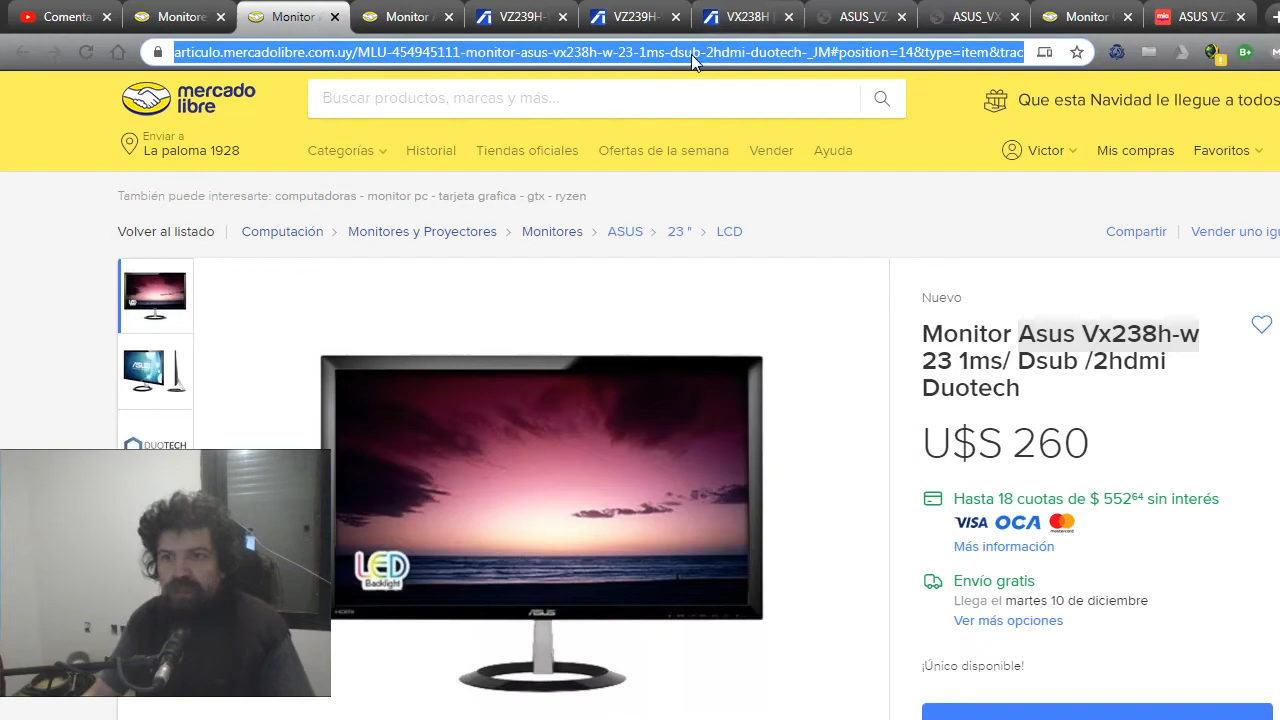 Comenta
Monitore
Monitor A
Monitor A
VZ239H-
VZ239H-
VX238H |
ASUS_VZ
ASUS_VX
Monitor
ASUS VZ
articulo.mercadolibre.com.uy/MLU-454945111-monitor-asus-vx238h-w-23-1ms-dsub-2hdmi-duotech-_JM#position=14&type=item&trac
mercado
libre
Buscar productos, marcas y más...
Que esta Navidad le llegue a todos
Enviar a
La paloma 1928
Categorías
Historial
Tiendas oficiales
Ofertas de la semana
Vender
Ayuda
Victor
Mis compras
Favoritos
También puede interesarte: computadoras - monitor pc - tarjeta grafica - gtx - ryzen
Volver al listado
Computación
Monitores y Proyectores
Monitores
ASUS
23 "
LCD
Compartir
Vender uno igu
Nuevo
Monitor Asus Vx238h-w
23 1ms/ Dsub /2hdmi
Duotech
U$S 260
Hasta 18 cuotas de $ 552⁶⁴ sin interés
VISA OCA mastercard
Más información
Envío gratis
Llega el martes 10 de diciembre
Ver más opciones
¡Único disponible!
ASUS
DUOTECH
LED
Backlight
HDMI
ASUS